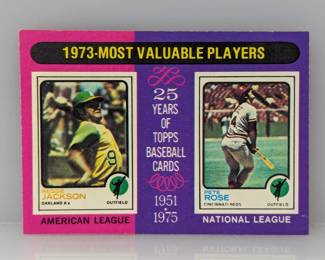 1973-MOST VALUABLE PLAYERS
25
YEARS
OF
TOPPS
BASEBALL
CARDS
1951
•
1975
REGGIE
JACKSON
OAKLAND A's
OUTFIELD
AMERICAN LEAGUE
PETE
ROSE
CINCINNATI REDS
OUTFIELD
NATIONAL LEAGUE